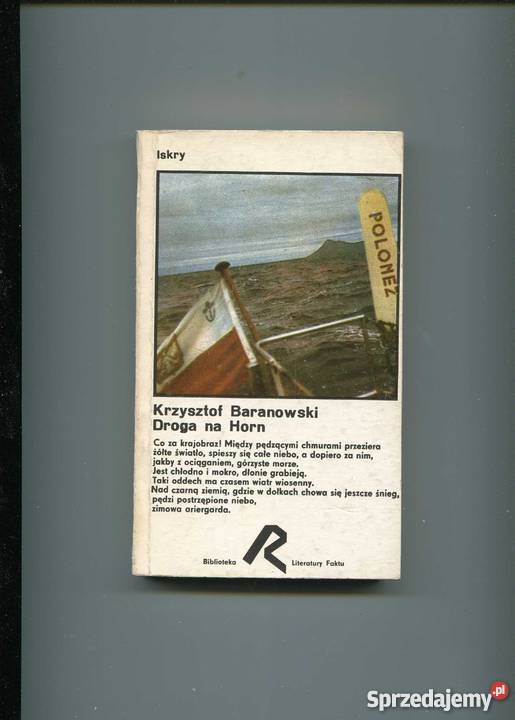 Iskry
POLONEZ
Krzysztof Baranowski
Droga na Horn
Co za krajobraz! Między pędzącymi chmurami przeziera
żółte światło, spieszy się całe niebo, a dopiero za nim,
jakby z ociąganiem, górzyste morze.
Jest chłodno i mokro, dłonie grabieją.
Taki oddech ma czasem wiatr wiosenny.
Nad czarną ziemią, gdzie w dołkach chowa się jeszcze śnieg,
pędzi postrzępione niebo,
zimowa ariergarda.
Biblioteka R Literatury Faktu
Sprzedajemy.pl